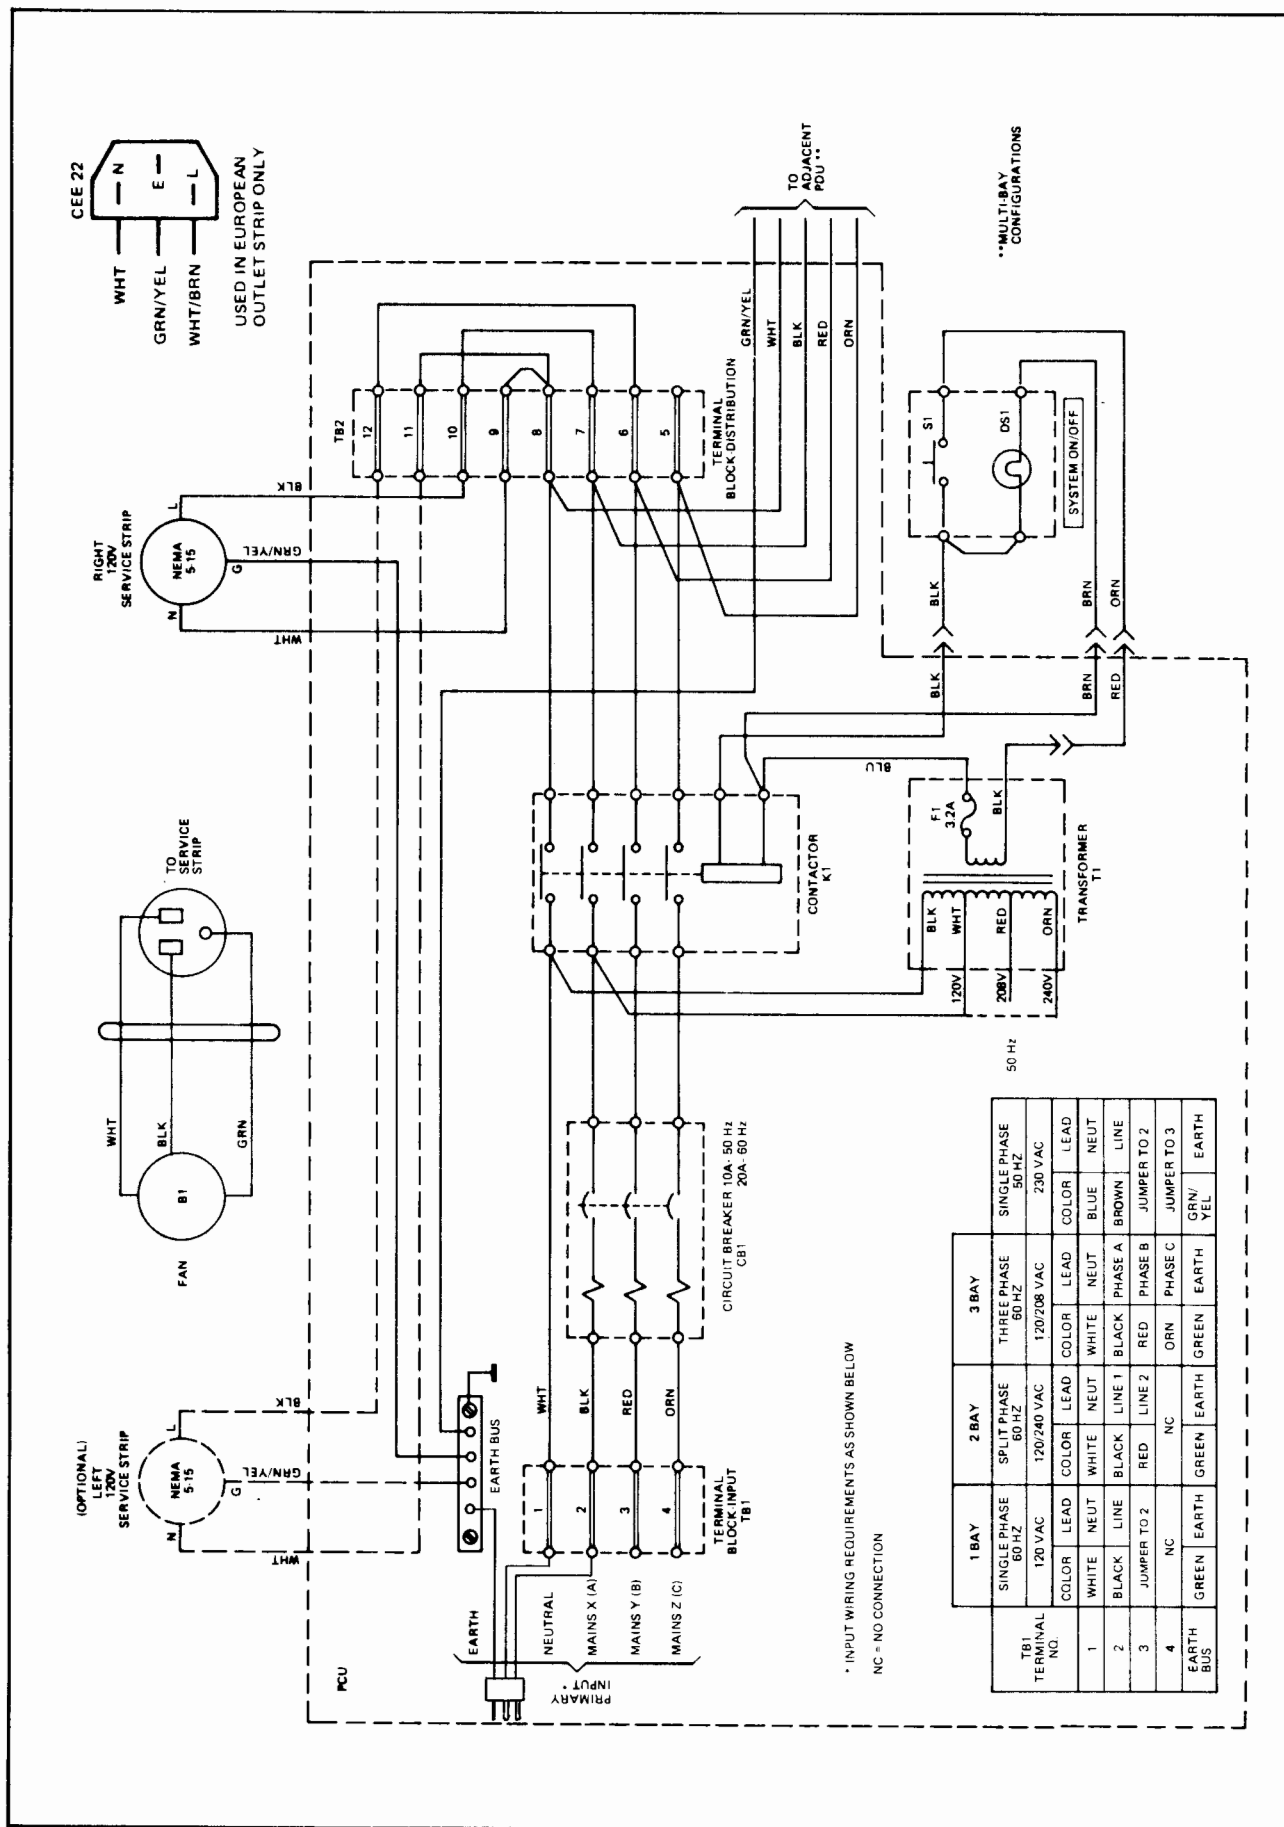 CEE 22
WHT
N
GRN/YEL
E
WHT/BRN
L
USED IN EUROPEAN
OUTLET STRIP ONLY
RIGHT
120V
SERVICE STRIP
NEMA
5-15
L
BLK
G
GRN/YEL
N
WHT
TO
SERVICE
STRIP
WHT
BLK
GRN
B1
FAN
(OPTIONAL)
LEFT
120V
SERVICE STRIP
NEMA
5-15
L
BLK
G
GRN/YEL
N
WHT
PCU
TB2
12
11
10
9
8
7
6
5
TERMINAL
BLOCK-DISTRIBUTION
GRN/YEL
WHT
BLK
RED
ORN
TO
ADJACENT
PDU **
**MULTI-BAY
CONFIGURATIONS
EARTH BUS
EARTH
NEUTRAL
MAINS X (A)
MAINS Y (B)
MAINS Z (C)
PRIMARY
INPUT *
1
2
3
4
TERMINAL
BLOCK-INPUT
TB1
WHT
BLK
RED
ORN
CIRCUIT BREAKER 10A- 50 Hz
20A- 60 Hz
CB1
CONTACTOR
K1
BLU
BLK
BRN
RED
BLK
BRN
ORN
S1
DS1
SYSTEM ON/OFF
F1
3.2A
BLK
BLK
WHT
RED
ORN
120V
208V
240V
TRANSFORMER
T1
50 Hz
* INPUT WIRING REQUIREMENTS AS SHOWN BELOW
NC = NO CONNECTION
1 BAY 2 BAY 3 BAY
TB1
TERMINAL
NO.
SINGLE PHASE
60 HZ
SPLIT PHASE
60 HZ
THREE PHASE
60 HZ
SINGLE PHASE
50 HZ
120 VAC 120/240 VAC 120/208 VAC 230 VAC
COLOR LEAD COLOR LEAD COLOR LEAD COLOR LEAD
1 WHITE NEUT WHITE NEUT WHITE NEUT BLUE NEUT
2 BLACK LINE BLACK LINE 1 BLACK PHASE A BROWN LINE
3 JUMPER TO 2 RED LINE 2 RED PHASE B JUMPER TO 2
4 NC NC ORN PHASE C JUMPER TO 3
EARTH
BUS
GREEN EARTH GREEN EARTH GREEN EARTH
GRN/
YEL
EARTH